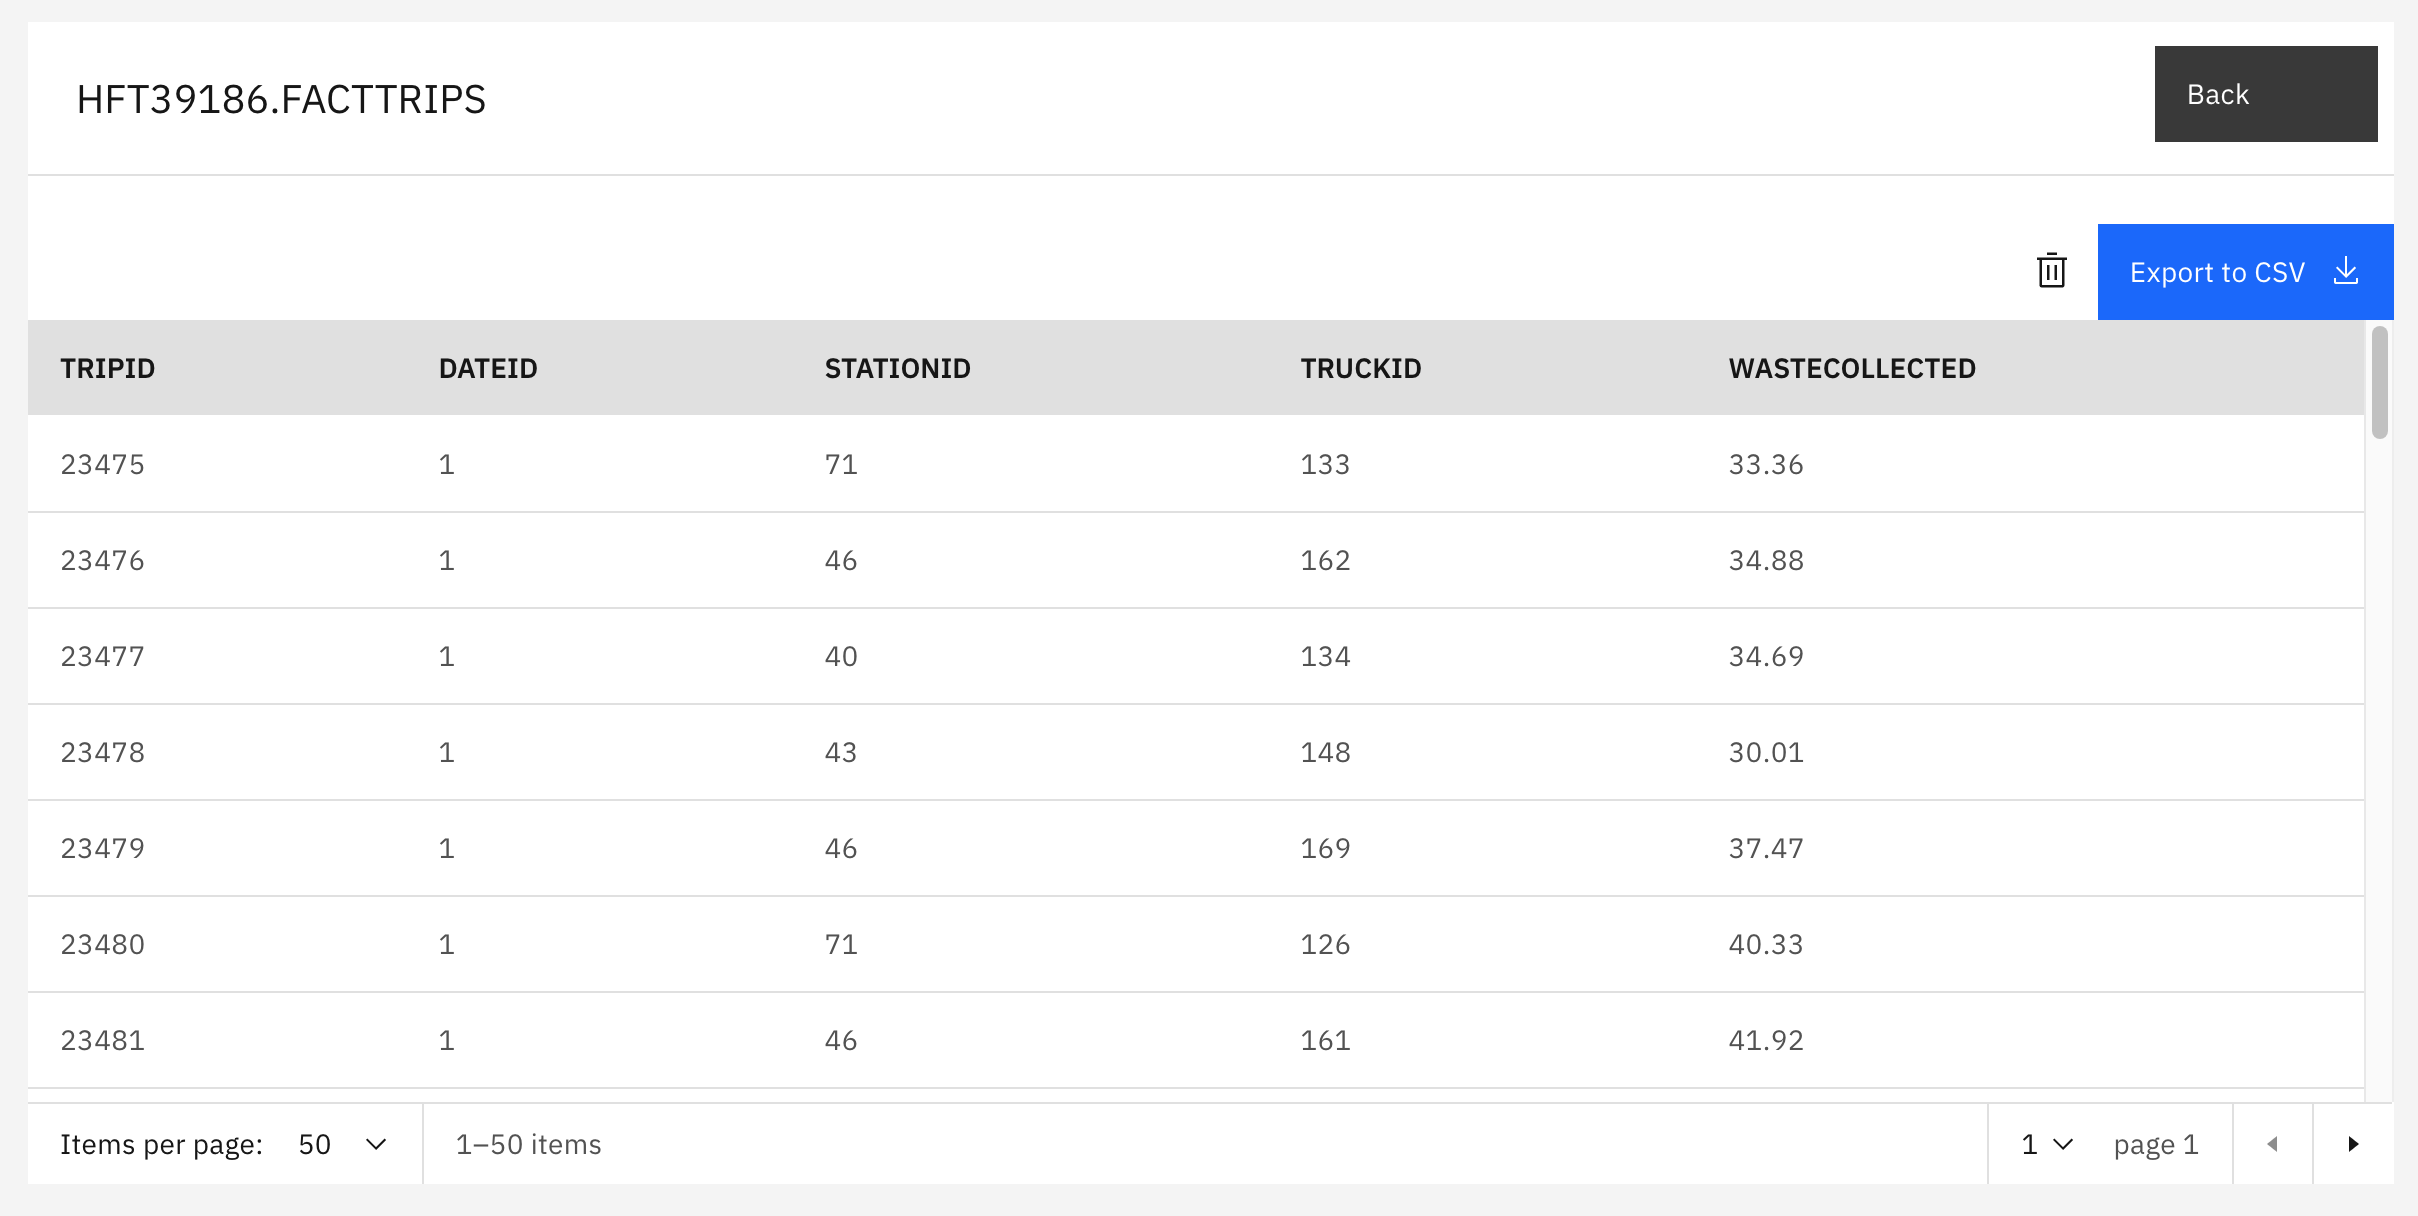 HFT39186.FACTTRIPS
Back
Export to CSV
TRIPID DATEID STATIONID TRUCKID WASTECOLLECTED
23475 1 71 133 33.36
23476 1 46 162 34.88
23477 1 40 134 34.69
23478 1 43 148 30.01
23479 1 46 169 37.47
23480 1 71 126 40.33
23481 1 46 161 41.92
Items per page: 50 1–50 items 1 page 1